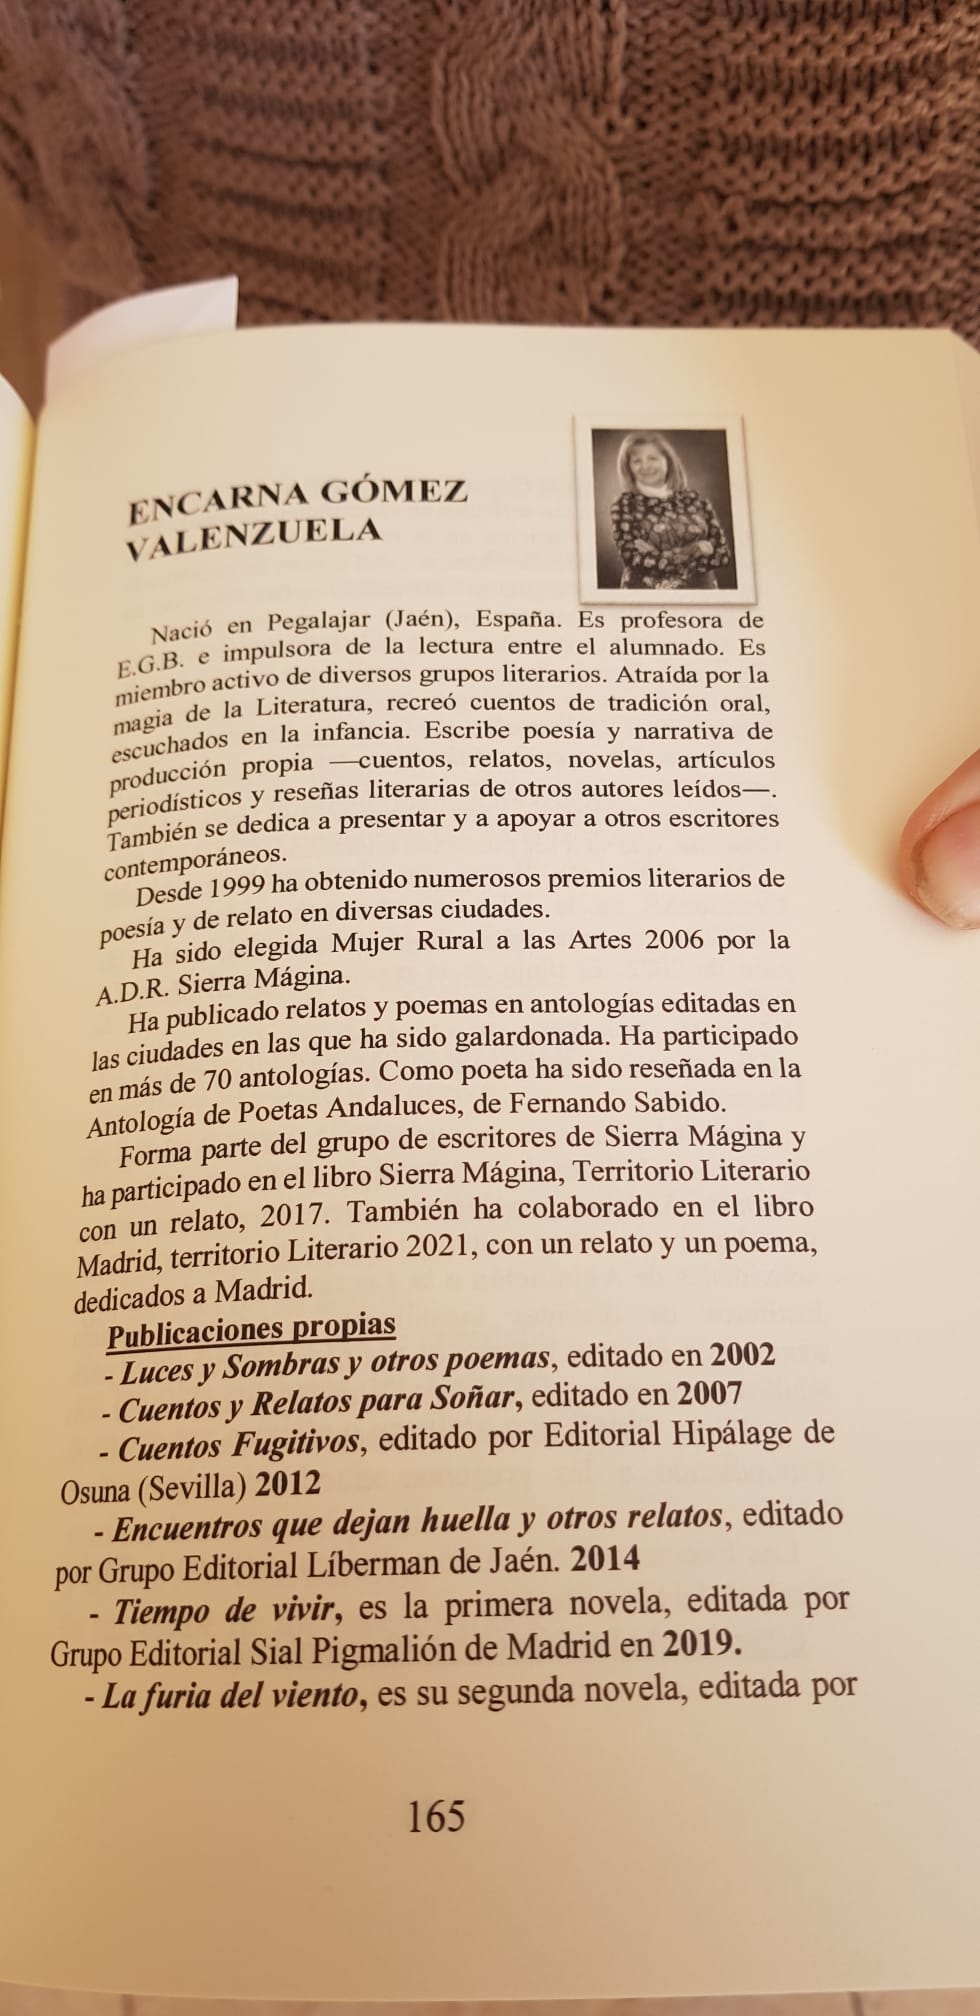 ENCARNA GÓMEZ
VALENZUELA
Nació en Pegalajar (Jaén), España. Es profesora de
E.G.B. e impulsora de la lectura entre el alumnado. Es
miembro activo de diversos grupos literarios. Atraída por la
magia de la Literatura, recreó cuentos de tradición oral,
escuchados en la infancia. Escribe poesía y narrativa de
producción propia —cuentos, relatos, novelas, artículos
periodísticos y reseñas literarias de otros autores leídos—.
También se dedica a presentar y a apoyar a otros escritores
contemporáneos.
Desde 1999 ha obtenido numerosos premios literarios de
poesía y de relato en diversas ciudades.
Ha sido elegida Mujer Rural a las Artes 2006 por la
A.D.R. Sierra Mágina.
Ha publicado relatos y poemas en antologías editadas en
las ciudades en las que ha sido galardonada. Ha participado
en más de 70 antologías. Como poeta ha sido reseñada en la
Antología de Poetas Andaluces, de Fernando Sabido.
Forma parte del grupo de escritores de Sierra Mágina y
ha participado en el libro Sierra Mágina, Territorio Literario
con un relato, 2017. También ha colaborado en el libro
Madrid, territorio Literario 2021, con un relato y un poema,
dedicados a Madrid.
Publicaciones propias
- Luces y Sombras y otros poemas, editado en 2002
- Cuentos y Relatos para Soñar, editado en 2007
- Cuentos Fugitivos, editado por Editorial Hipálage de
Osuna (Sevilla) 2012
- Encuentros que dejan huella y otros relatos, editado
por Grupo Editorial Líberman de Jaén. 2014
- Tiempo de vivir, es la primera novela, editada por
Grupo Editorial Sial Pigmalión de Madrid en 2019.
- La furia del viento, es su segunda novela, editada por
165